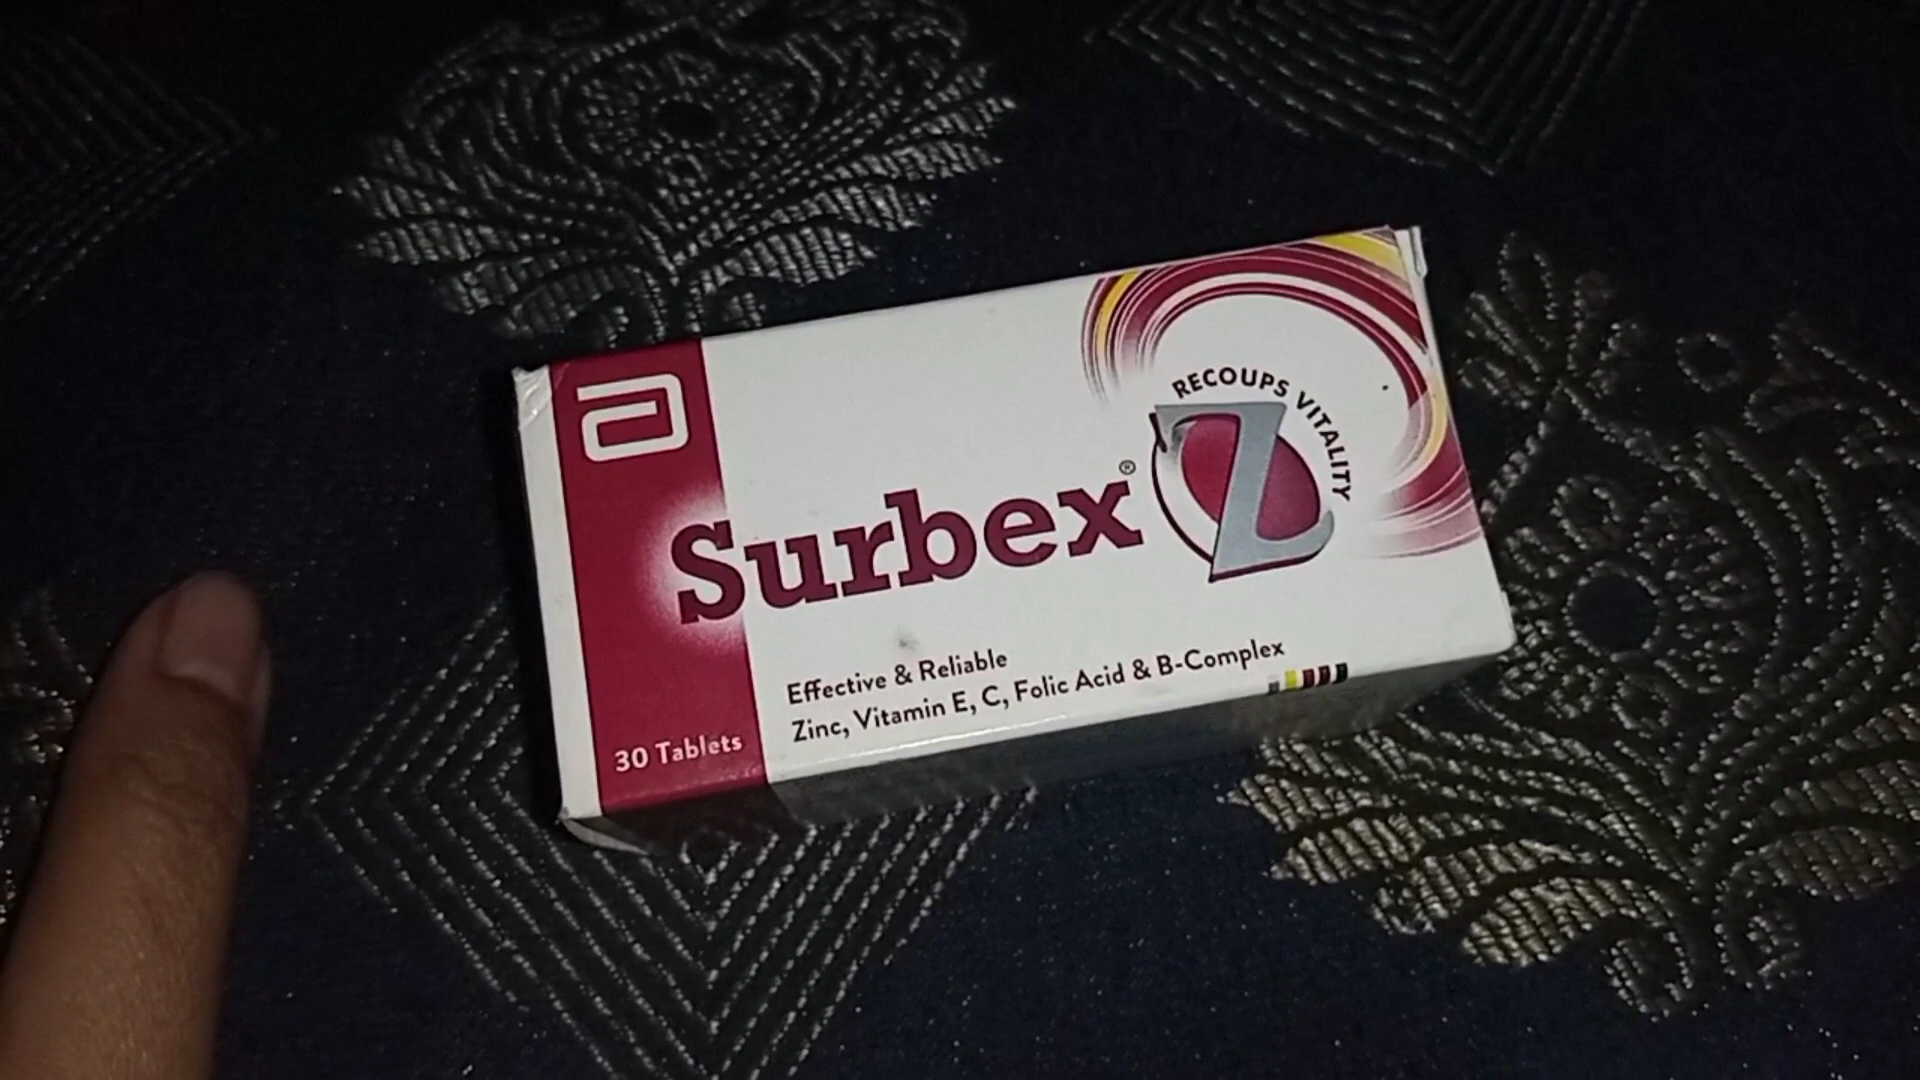 RECOUPS VITALITY
Surbex® Z
Effective & Reliable
Zinc, Vitamin E, C, Folic Acid & B-Complex
30 Tablets